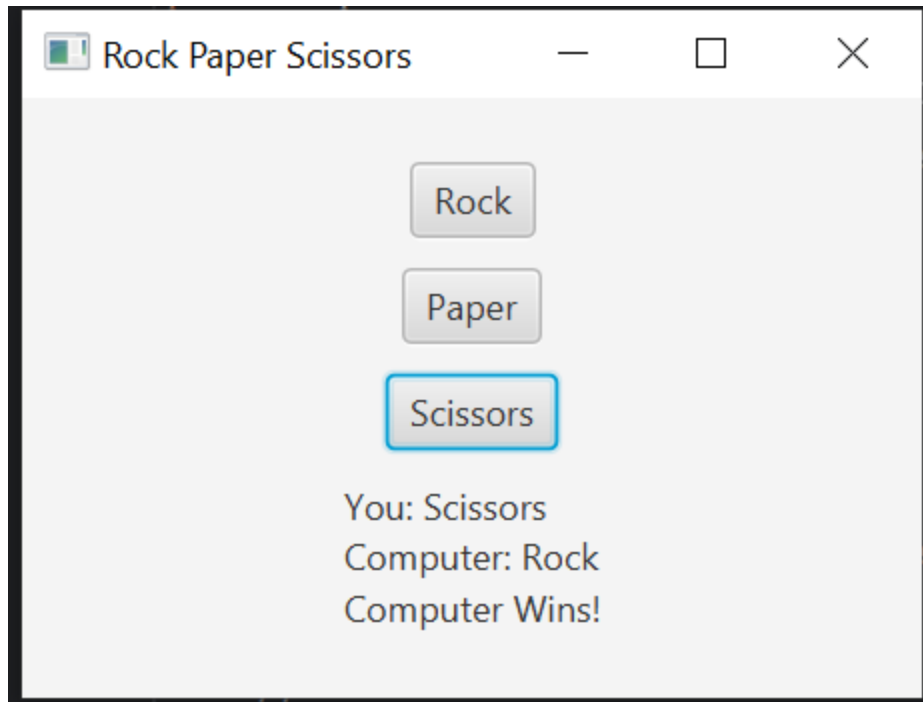 Rock Paper Scissors
Rock
Paper
Scissors
You: Scissors
Computer: Rock
Computer Wins!